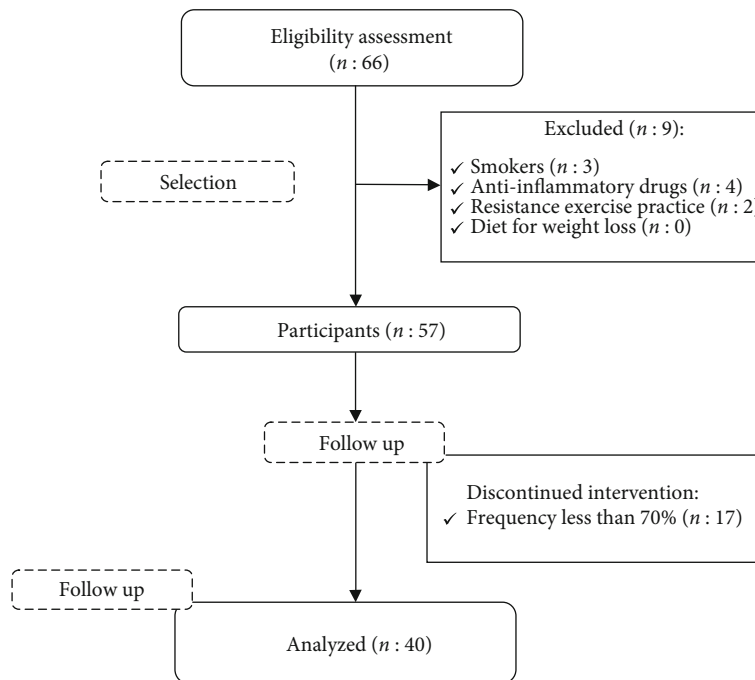 Eligibility assessment
(n : 66)
Excluded (n : 9):
✓ Smokers (n : 3)
✓ Anti-inflammatory drugs (n : 4)
✓ Resistance exercise practice (n : 2)
✓ Diet for weight loss (n : 0)
Selection
Participants (n : 57)
Follow up
Discontinued intervention:
✓ Frequency less than 70% (n : 17)
Follow up
Analyzed (n : 40)